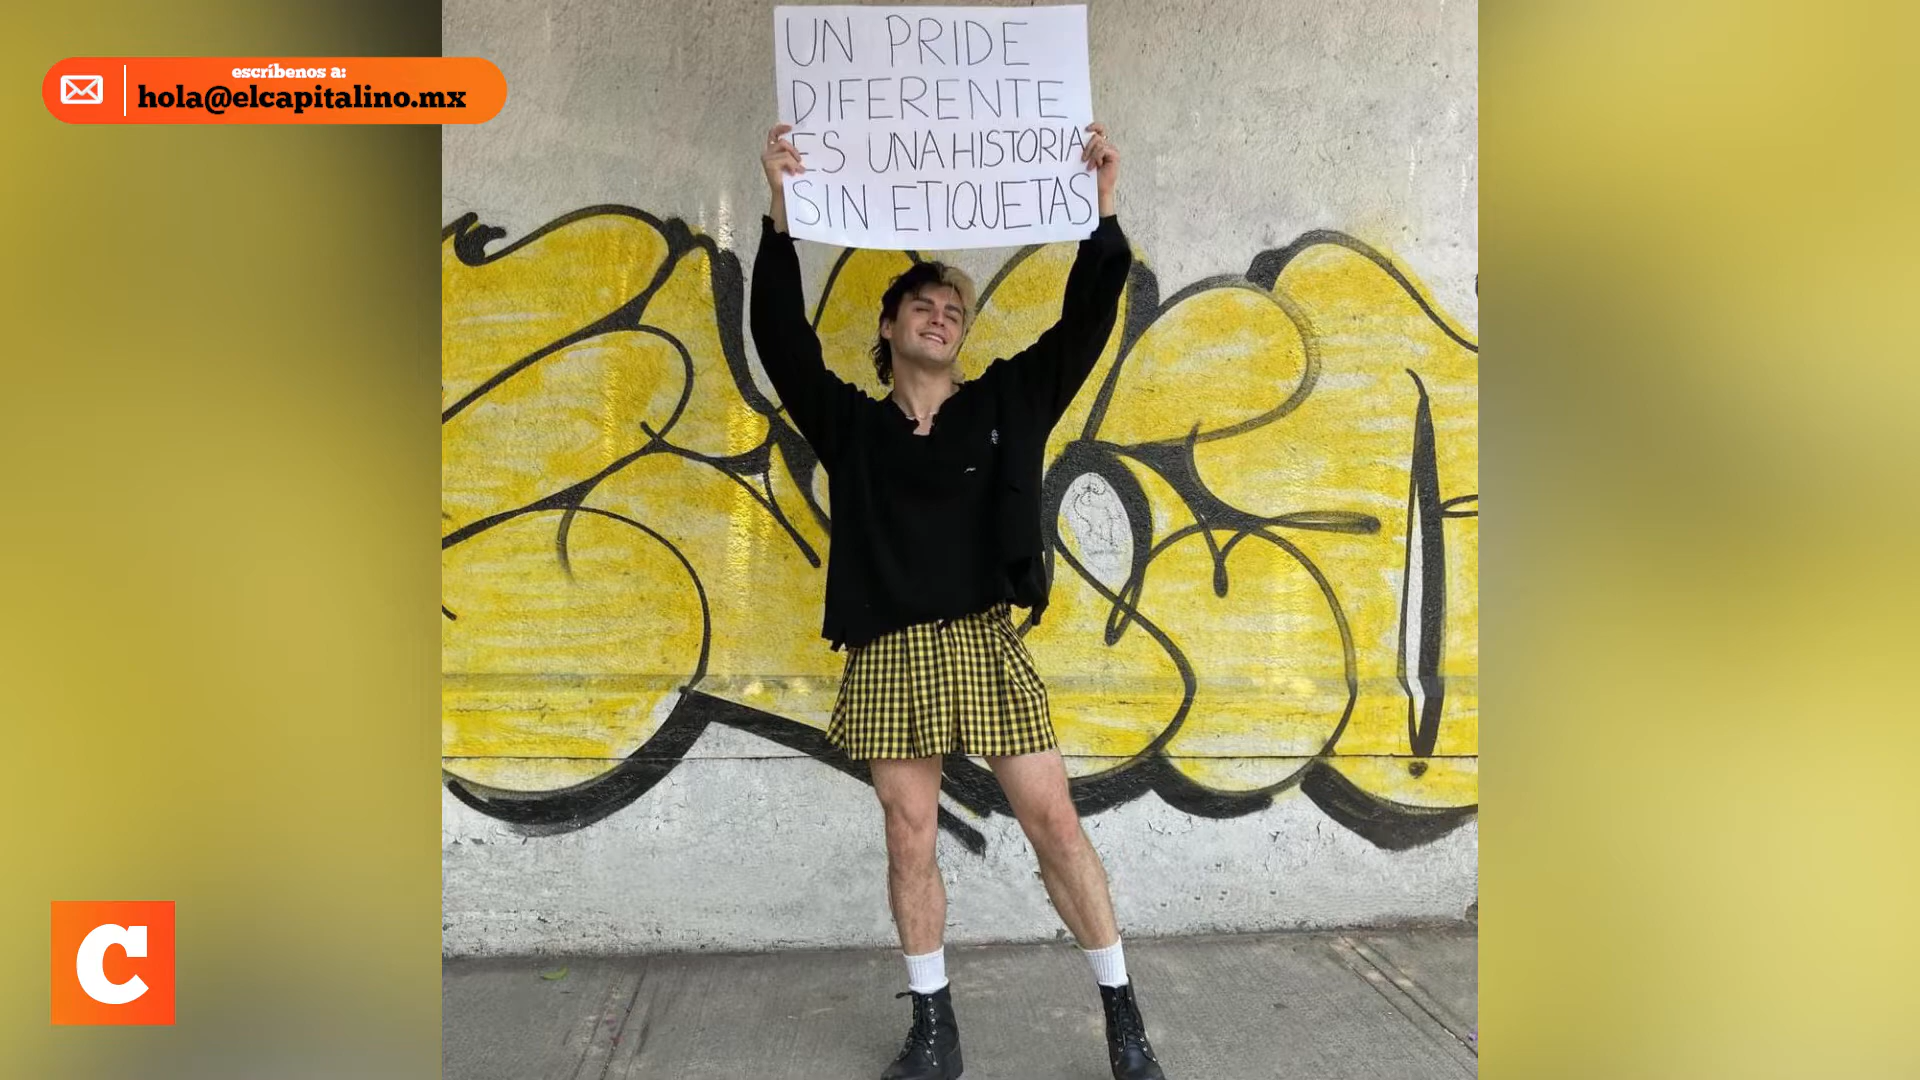 UN PRIDE
DIFERENTE
ES UNA HISTORIA
SIN ETIQUETAS
escríbenos a:
hola@elcapitalino.mx
C